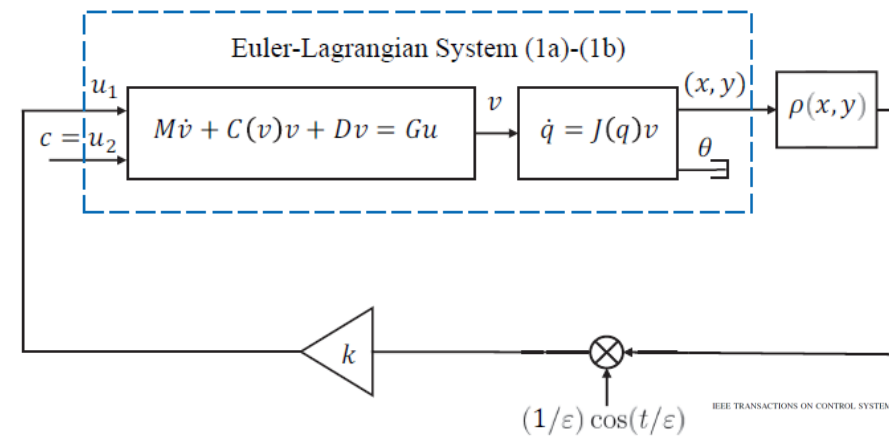 Euler-Lagrangian System (1a)-(1b)
u₁
c = u₂
Mv̇ + C(v)v + Dv = Gu
v
q̇ = J(q)v
(x, y)
θ
ρ(x, y)
k
(1/ε) cos(t/ε)
IEEE TRANSACTIONS ON CONTROL SYSTEM